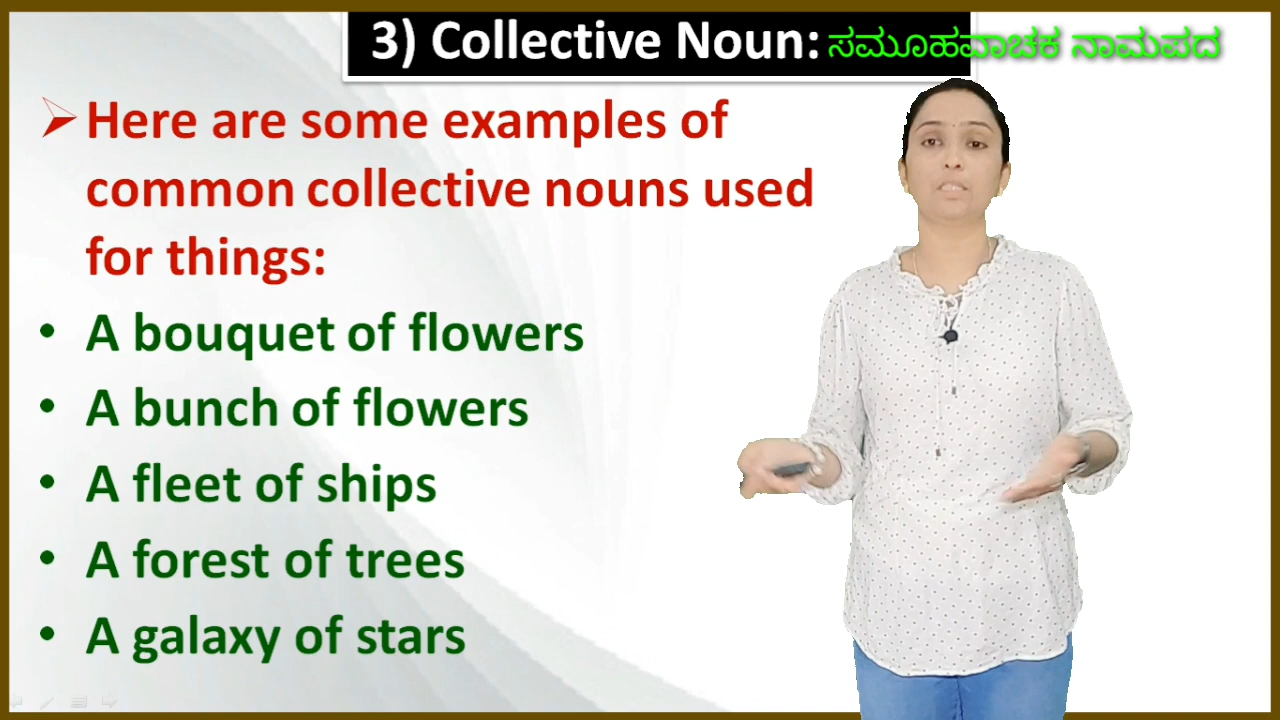 3) Collective Noun: ಸಮೂಹವಾಚಕ ನಾಮಪದ
Here are some examples of
common collective nouns used
for things:
• A bouquet of flowers
• A bunch of flowers
• A fleet of ships
• A forest of trees
• A galaxy of stars